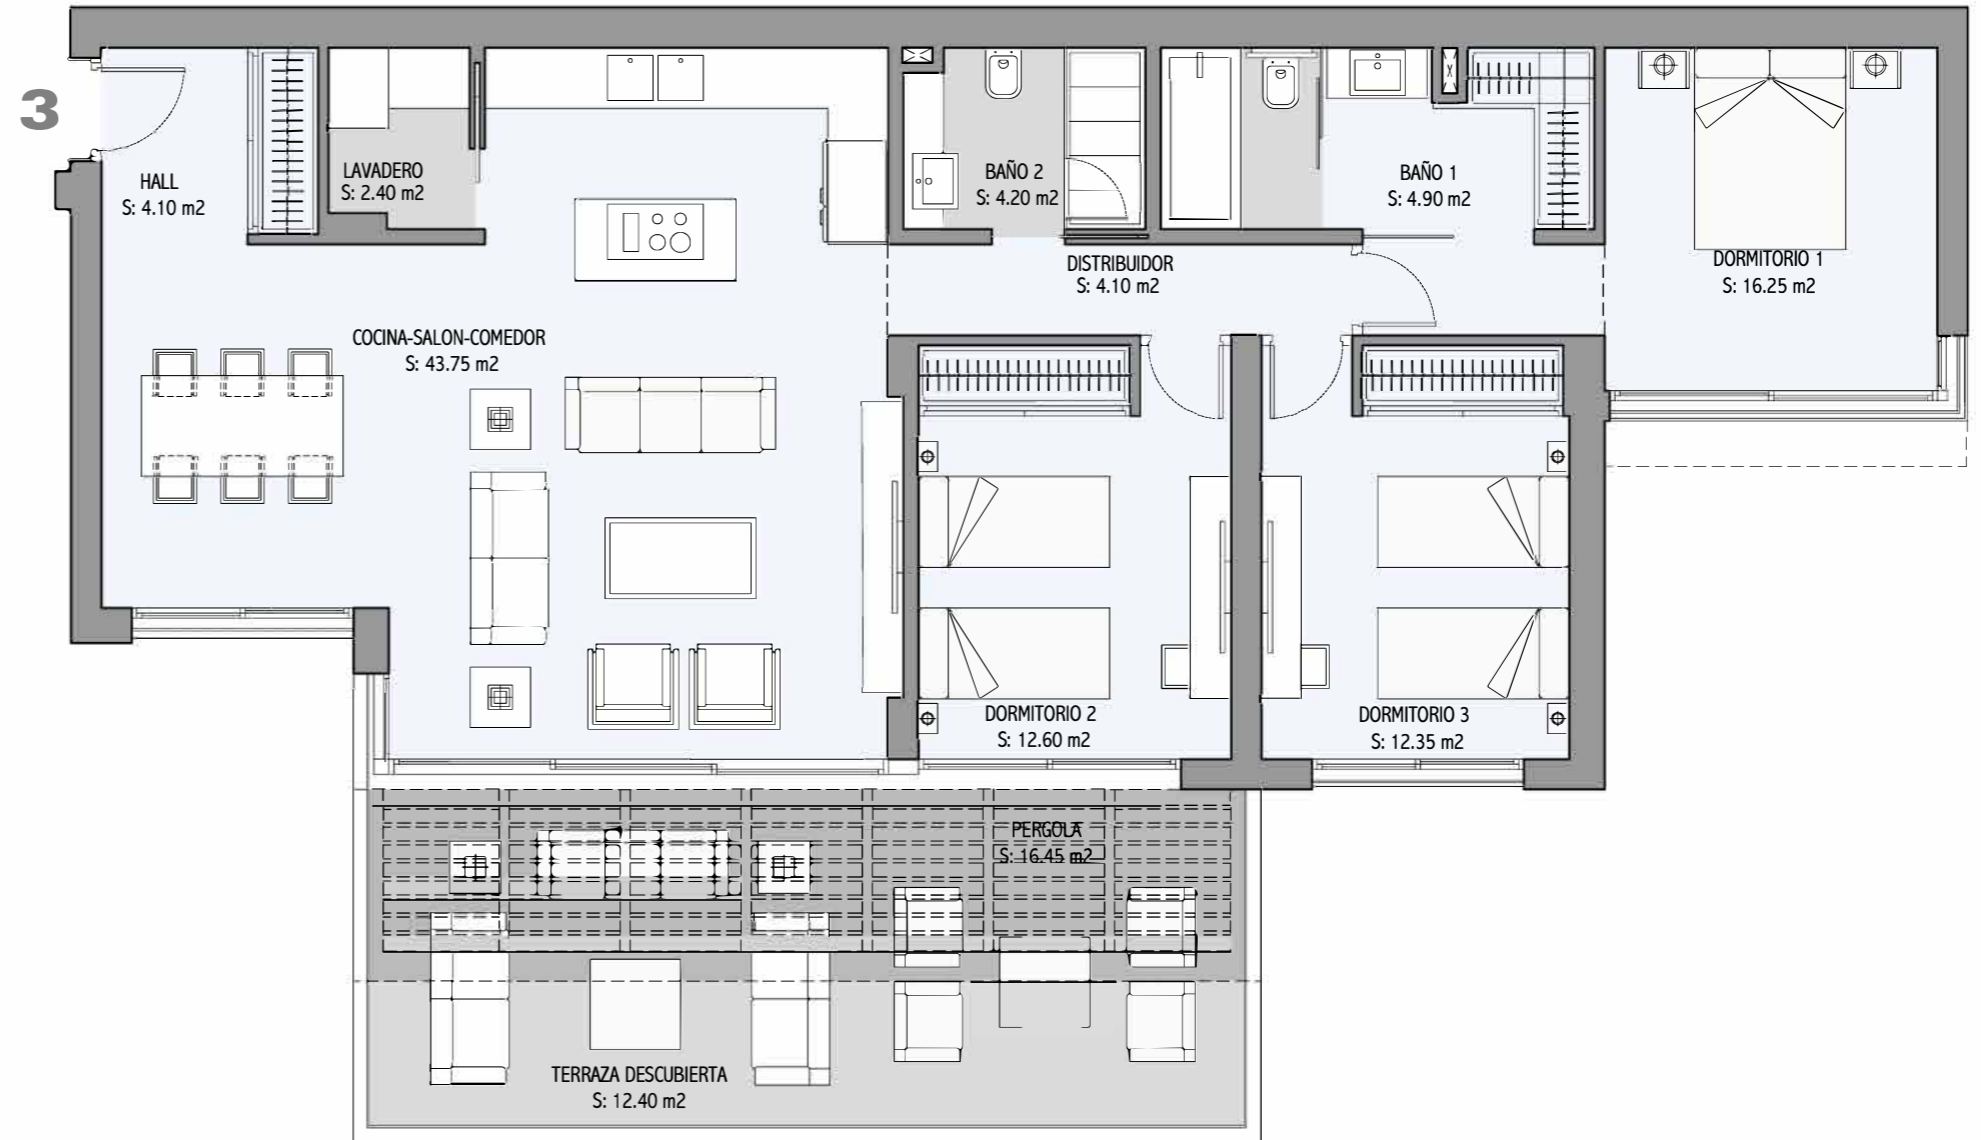 3
HALL
S: 4.10 m2
LAVADERO
S: 2.40 m2
BAÑO 2
S: 4.20 m2
BAÑO 1
S: 4.90 m2
DISTRIBUIDOR
S: 4.10 m2
DORMITORIO 1
S: 16.25 m2
COCINA-SALON-COMEDOR
S: 43.75 m2
DORMITORIO 2
S: 12.60 m2
DORMITORIO 3
S: 12.35 m2
PERGOLA
S: 16.45 m2
TERRAZA DESCUBIERTA
S: 12.40 m2